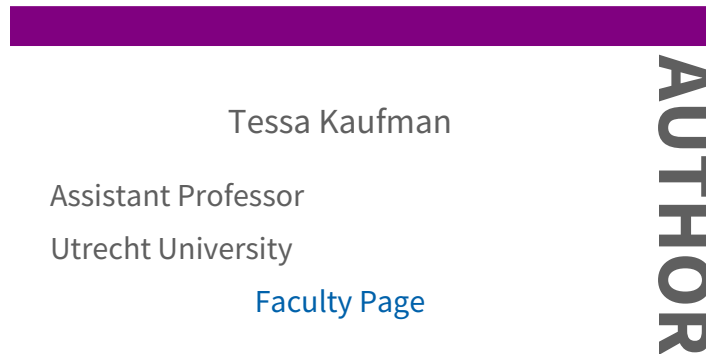 Tessa Kaufman
Assistant Professor
Utrecht University
Faculty Page
AUTHOR